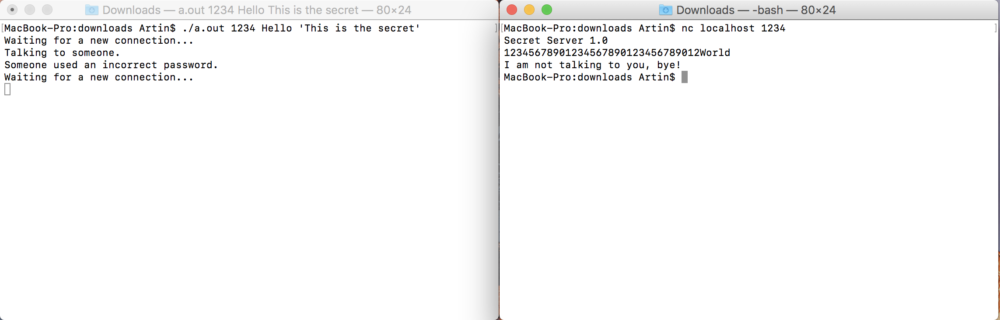 Downloads — a.out 1234 Hello This is the secret — 80×24
[MacBook-Pro:downloads Artin$ ./a.out 1234 Hello 'This is the secret' ]
Waiting for a new connection...
Talking to someone.
Someone used an incorrect password.
Waiting for a new connection...
Downloads — -bash — 80×24
[MacBook-Pro:downloads Artin$ nc localhost 1234 ]
Secret Server 1.0
12345678901234567890123456789012World
I am not talking to you, bye!
MacBook-Pro:downloads Artin$